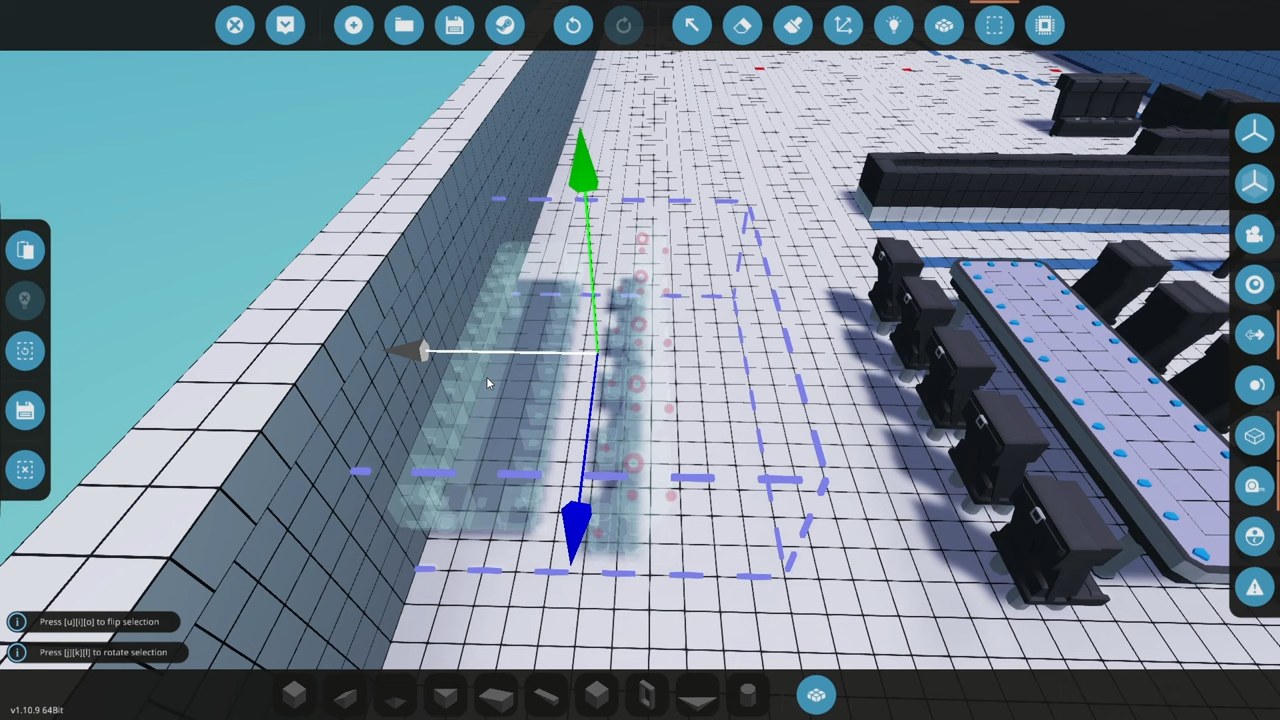 Press [u][i][o] to flip selection
Press [j][k][l] to rotate selection
v1.10.9 64Bit